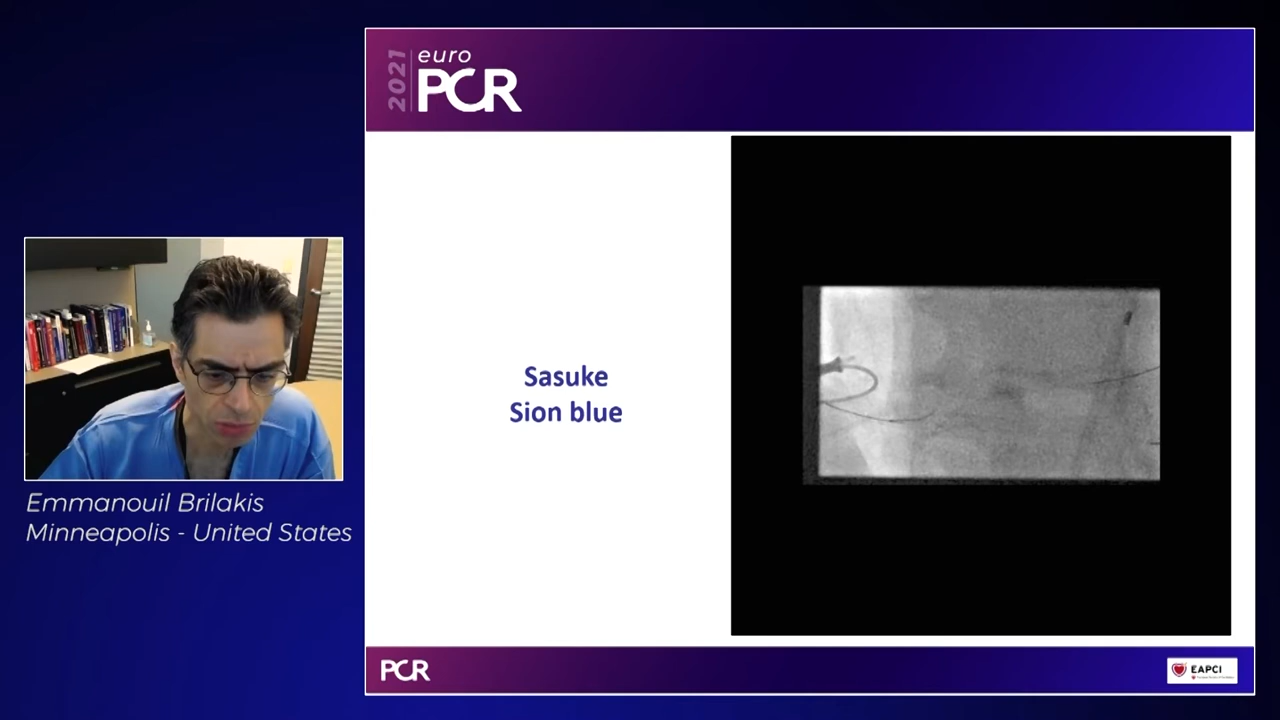 2021
euro
PCR
Sasuke
Sion blue
Emmanouil Brilakis
Minneapolis - United States
PCR
EAPCI